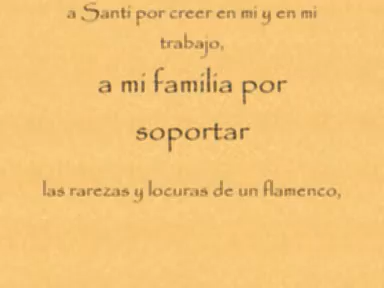 a Santi por creer en mi y en mi
trabajo,
a mi familia por
soportar
las rarezas y locuras de un flamenco,